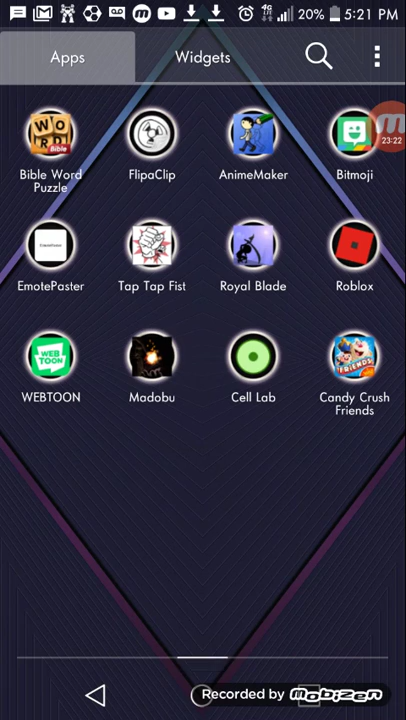 4G
20% 5:21 PM
Apps
Widgets
23:22
WORD
Bible
Bible Word
Puzzle
FlipaClip
AnimeMaker
Bitmoji
EmotePaster
Tap Tap Fist
Royal Blade
Roblox
WEB
TOON
FRIENDS
WEBTOON
Madobu
Cell Lab
Candy Crush
Friends
Recorded by Mobizen